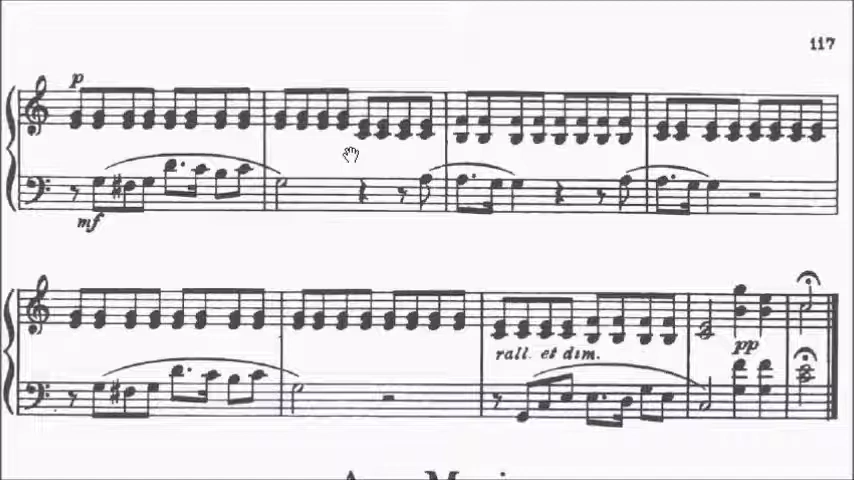 117
p
mf
rall. et dim.
pp